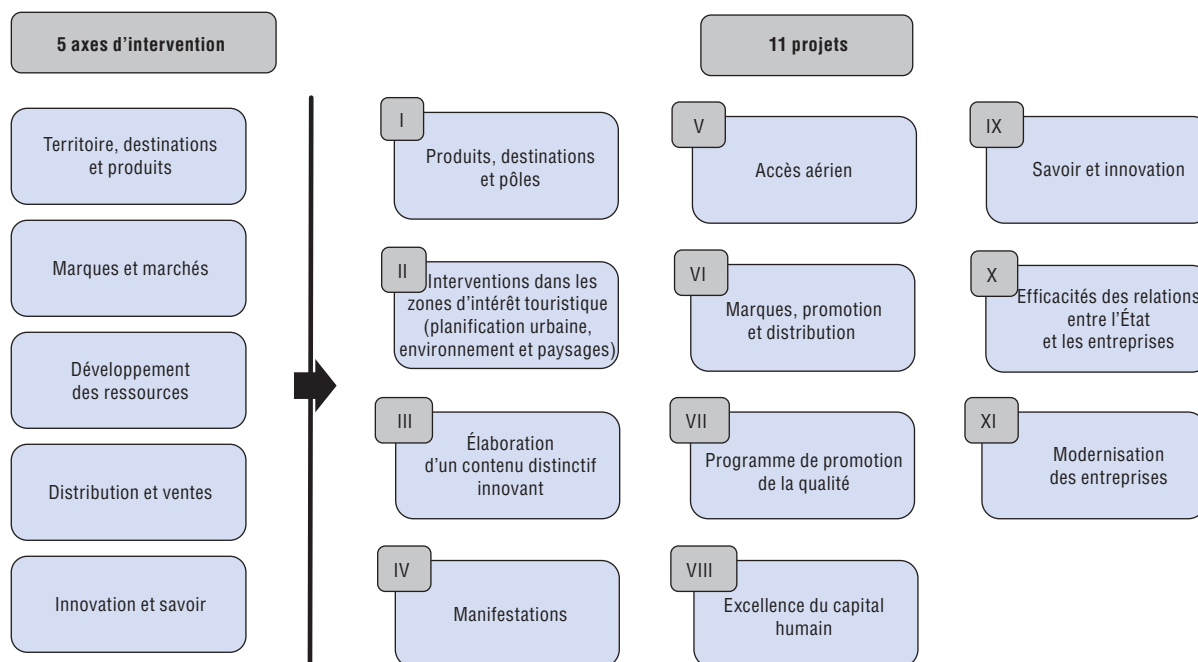 5 axes d’intervention
11 projets
Territoire, destinations
et produits
Marques et marchés
Développement
des ressources
Distribution et ventes
Innovation et savoir
I
Produits, destinations
et pôles
II
Interventions dans les
zones d’intérêt touristique
(planification urbaine,
environnement et paysages)
III
Élaboration
d’un contenu distinctif
innovant
IV
Manifestations
V
Accès aérien
VI
Marques, promotion
et distribution
VII
Programme de promotion
de la qualité
VIII
Excellence du capital
humain
IX
Savoir et innovation
X
Efficacités des relations
entre l’État
et les entreprises
XI
Modernisation
des entreprises